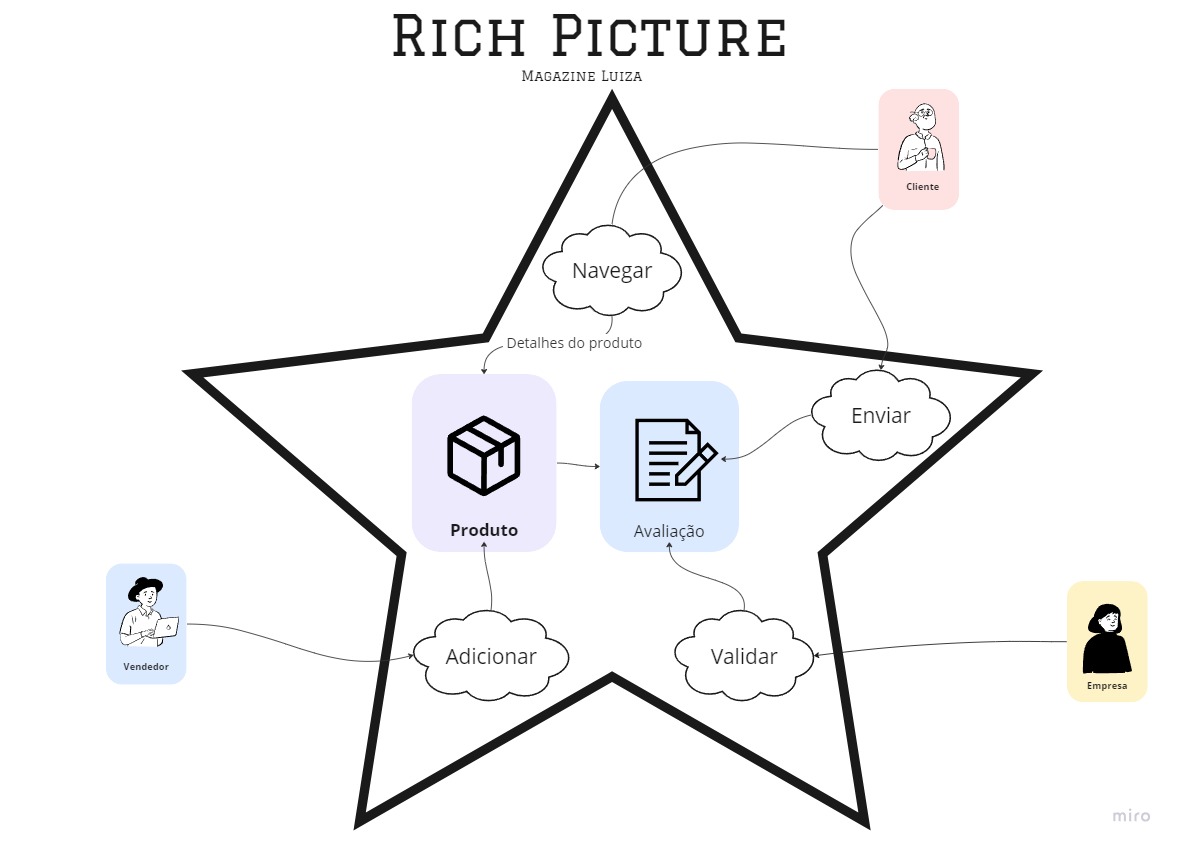 Rich Picture
Magazine Luiza
Cliente
Navegar
Detalhes do produto
Enviar
Produto
Avaliação
Vendedor
Adicionar
Validar
Empresa
miro